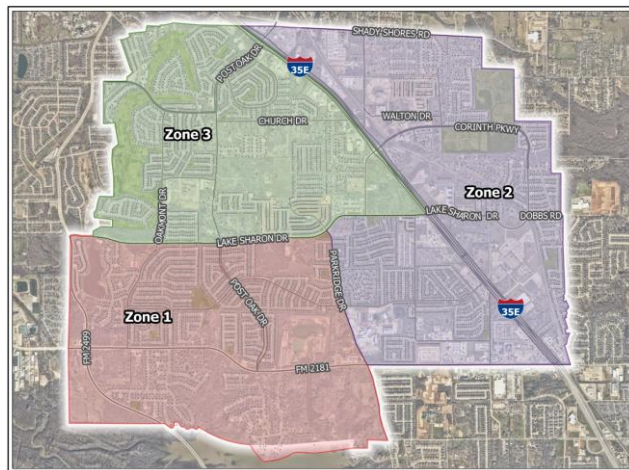 SHADY SHORES RD
POST OAK DR
35E
WALTON DR
CHURCH DR
CORINTH PKWY
Zone 3
Zone 2
OAKMONT DR
LAKE SHARON DR
DOBBS RD
LAKE SHARON DR
PARKRIDGE DR
POST OAK DR
Zone 1
FM 2499
35E
FM 2181